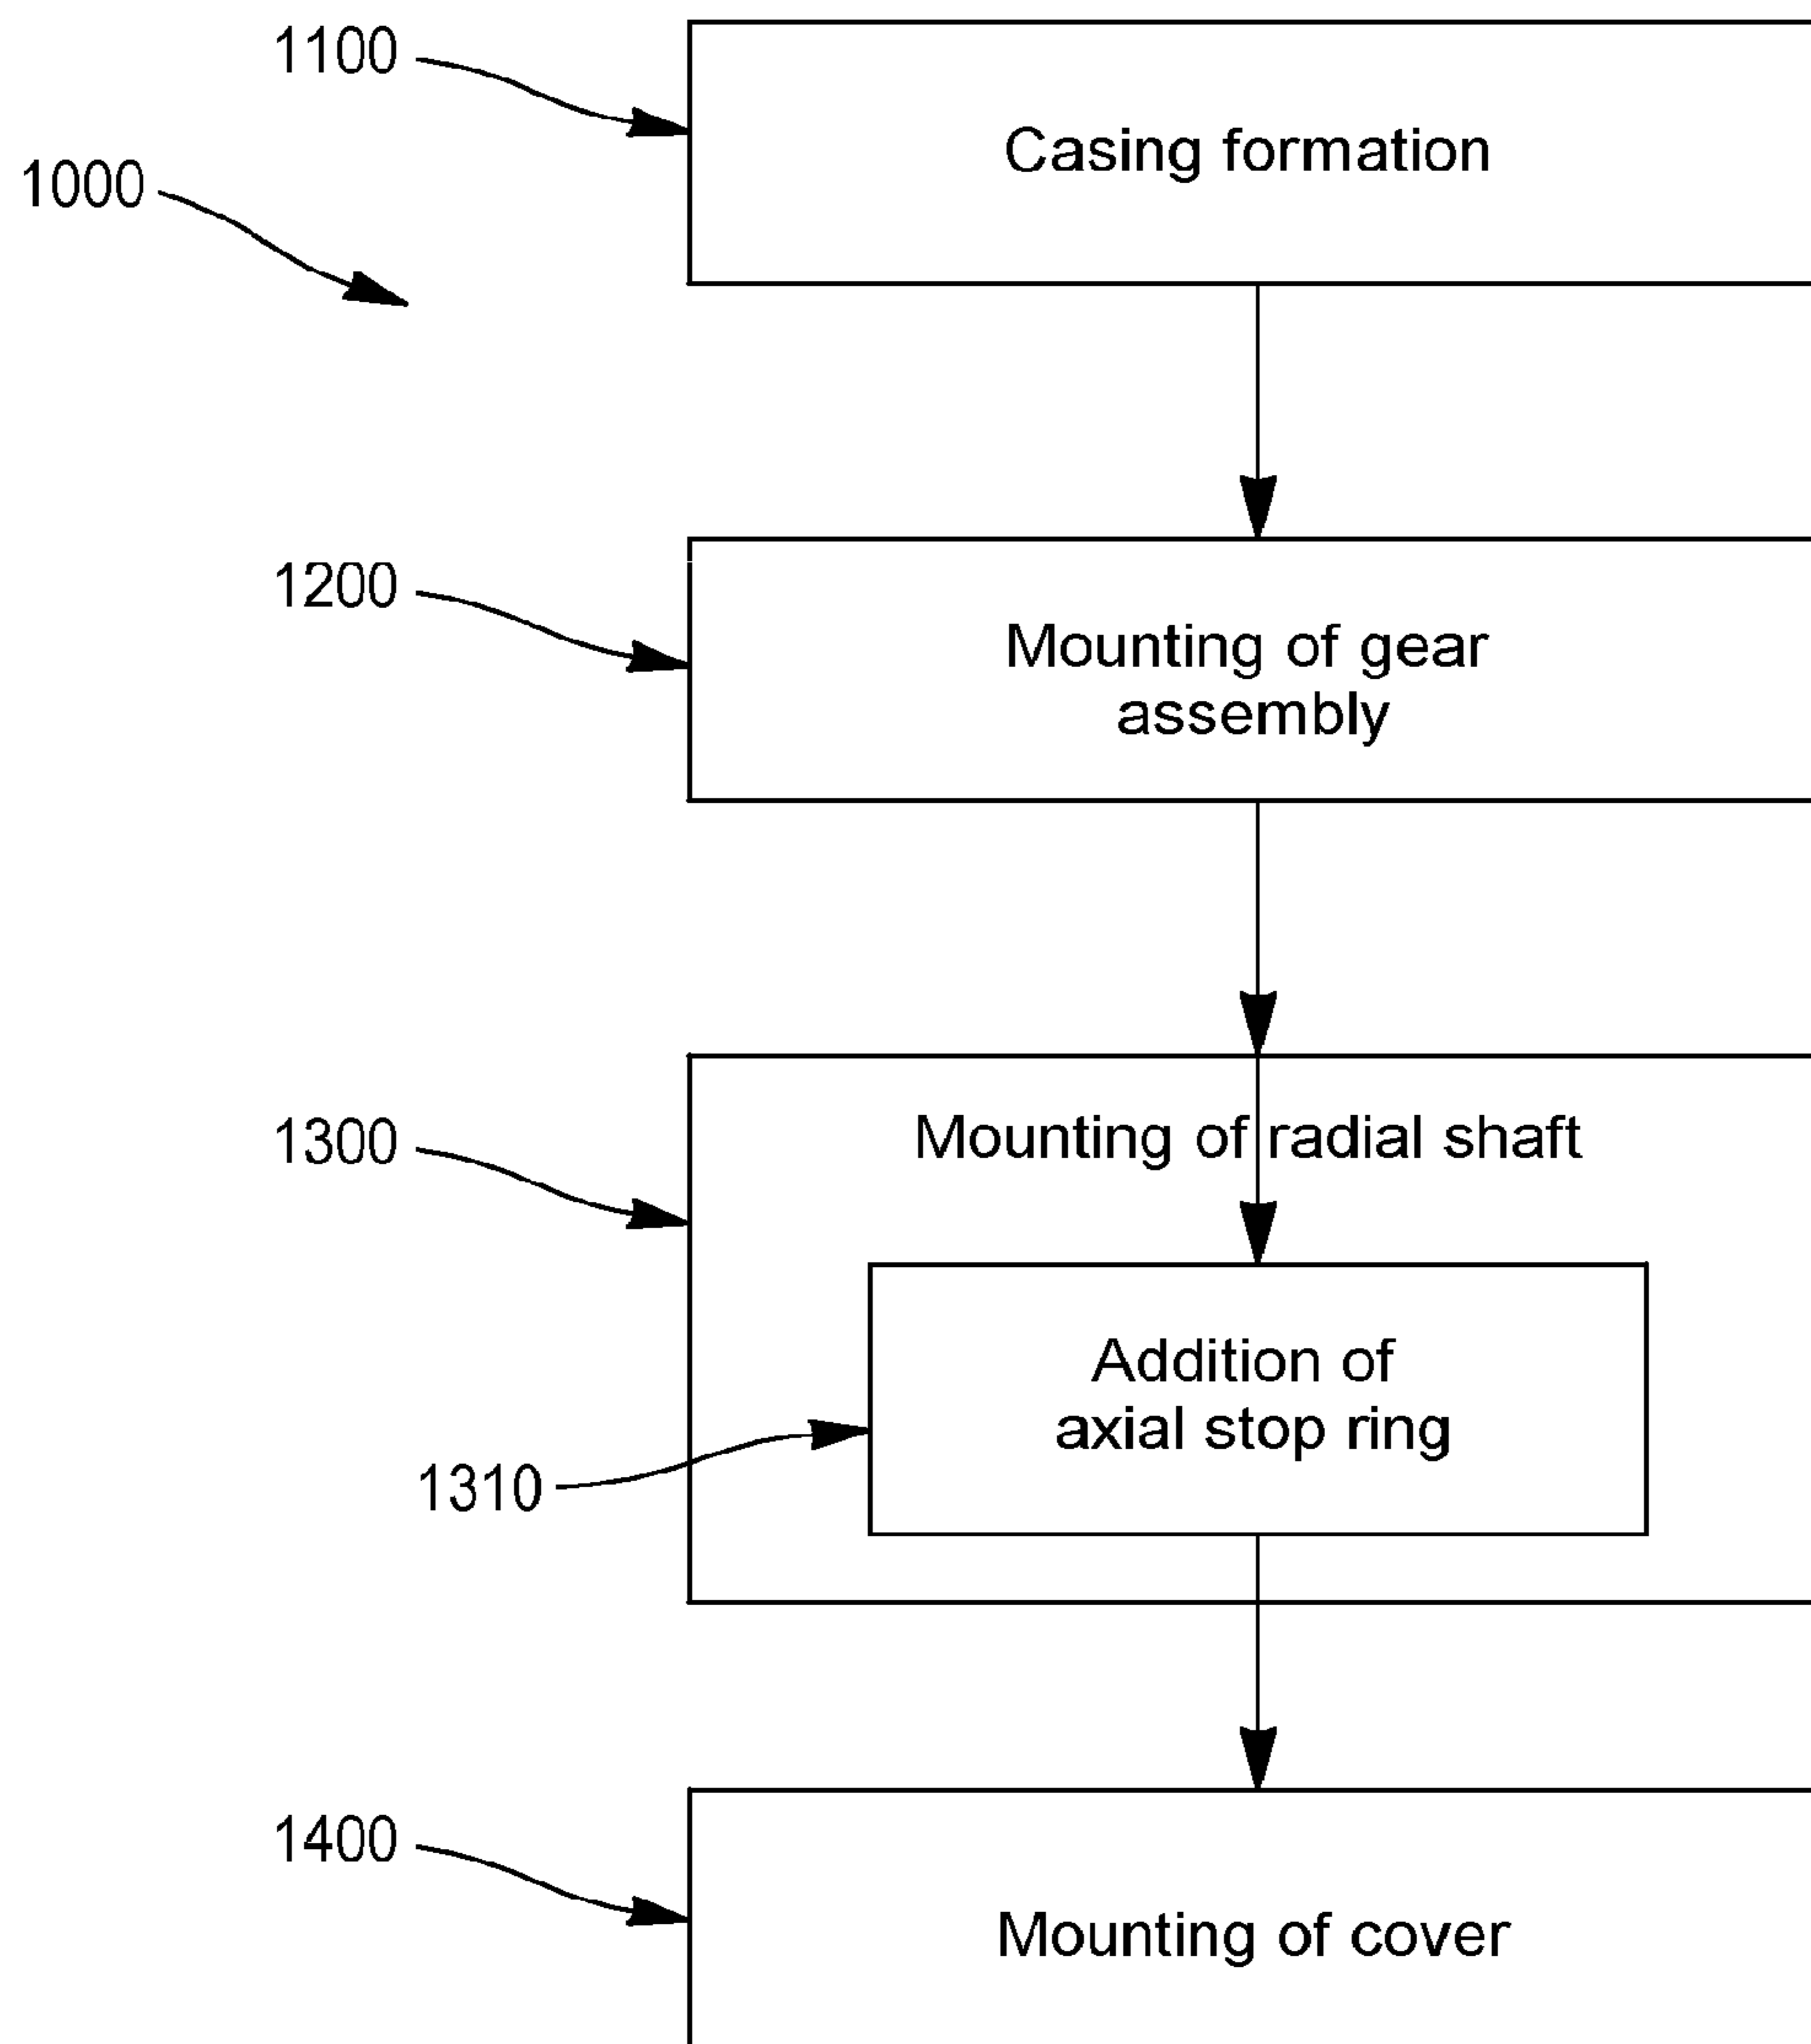 1100
Casing formation
1000
1200
Mounting of gear
assembly
1300
Mounting of radial shaft
Addition of
axial stop ring
1310
1400
Mounting of cover